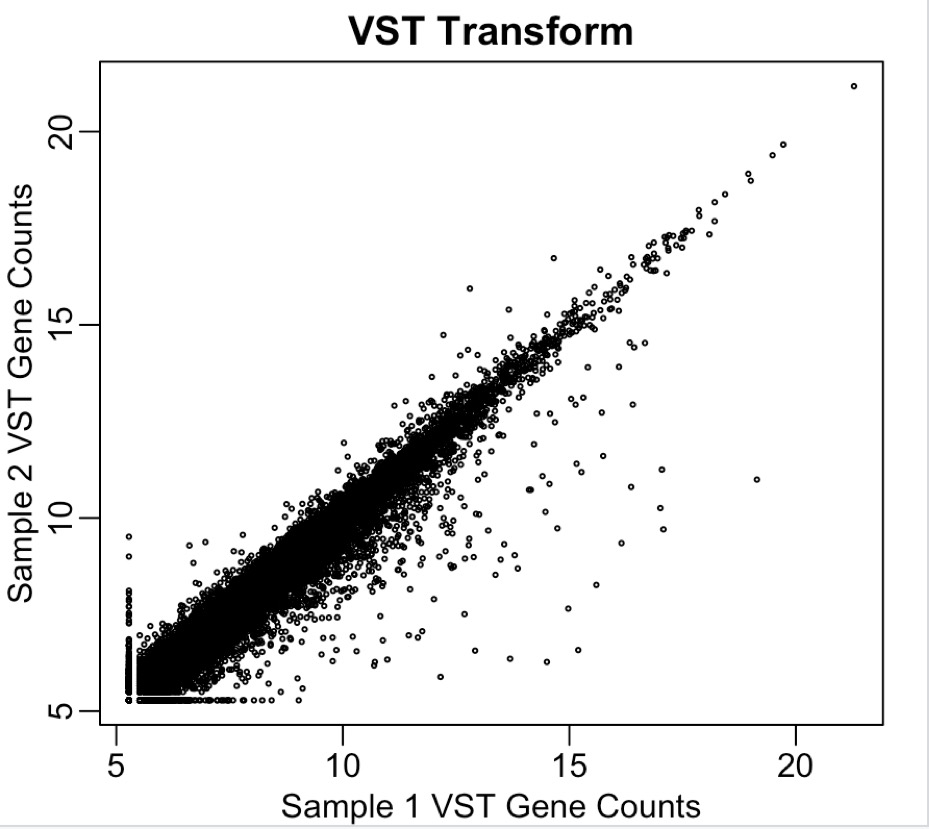 VST Transform
Sample 2 VST Gene Counts
20
15
10
5
5 10 15 20
Sample 1 VST Gene Counts